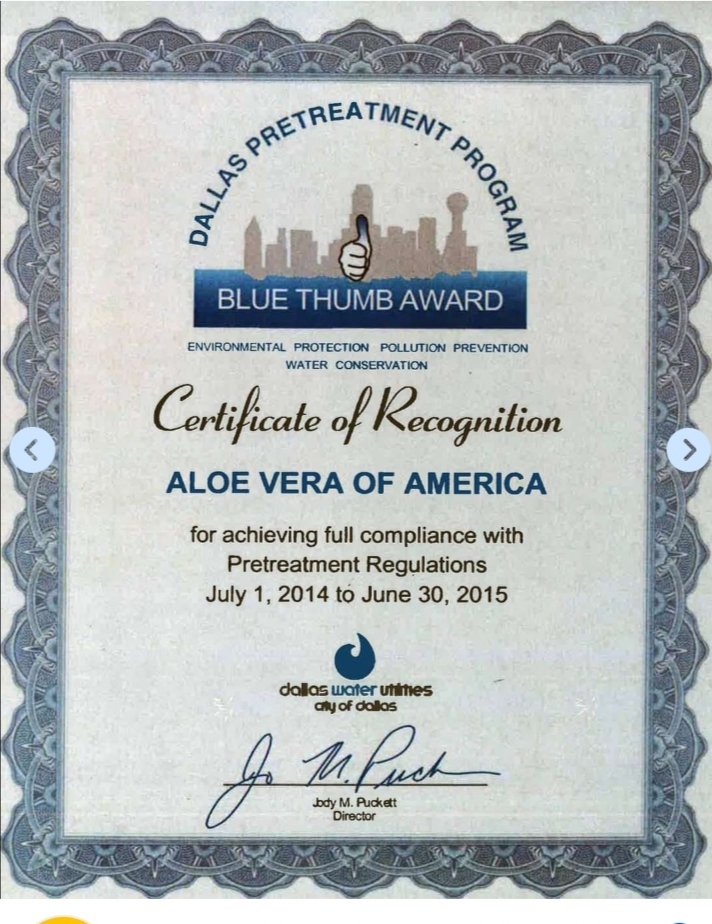 DALLAS PRETREATMENT PROGRAM
BLUE THUMB AWARD
ENVIRONMENTAL PROTECTION POLLUTION PREVENTION
WATER CONSERVATION
Certificate of Recognition
ALOE VERA OF AMERICA
for achieving full compliance with
Pretreatment Regulations
July 1, 2014 to June 30, 2015
dallas water utilities
city of dallas
Jo M. Puck
Jody M. Puckett
Director